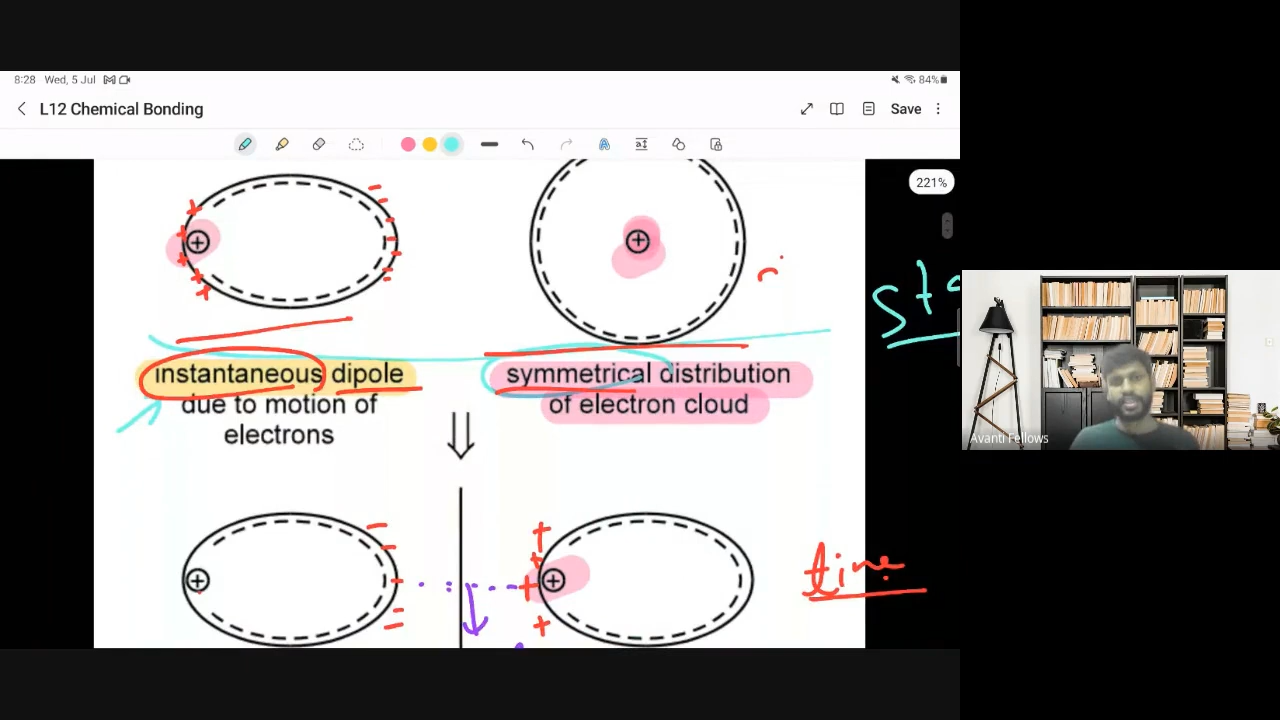 8:28 Wed, 5 Jul 84%
L12 Chemical Bonding
Save
221%
instantaneous dipole
due to motion of
electrons
symmetrical distribution
of electron cloud
time
Avanti Fellows